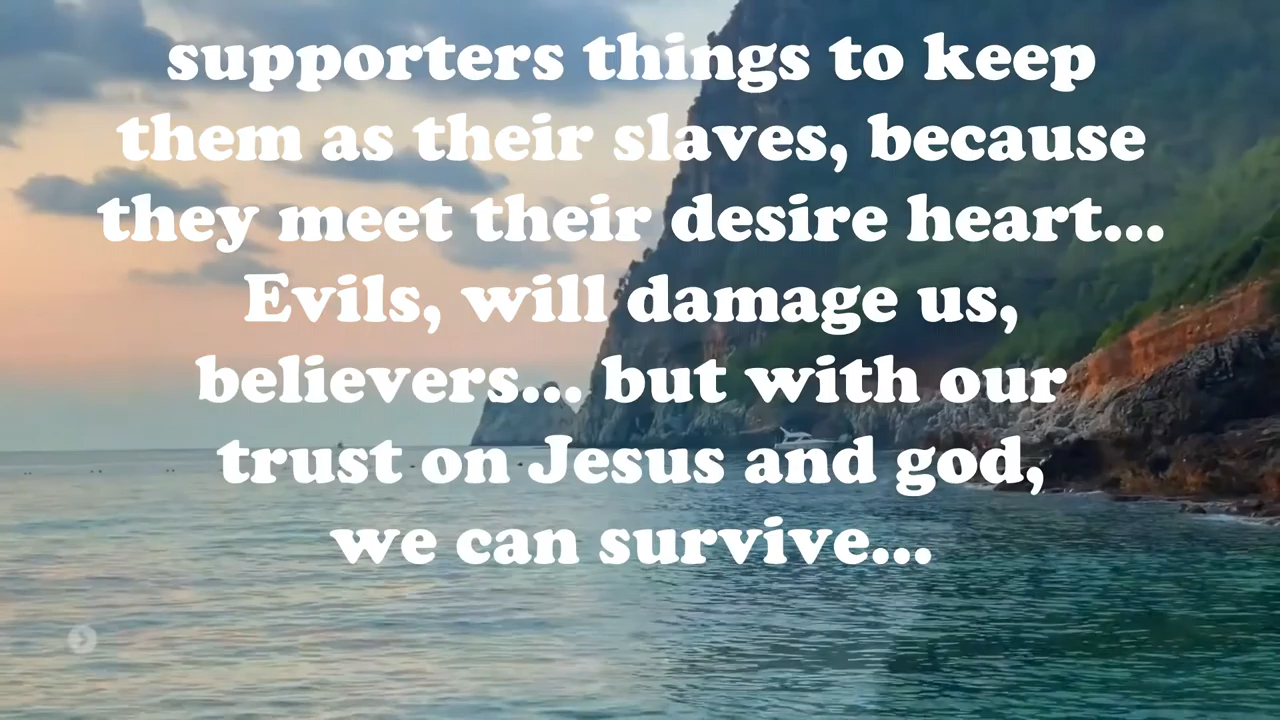 supporters things to keep
them as their slaves, because
they meet their desire heart...
Evils, will damage us,
believers... but with our
trust on Jesus and god,
we can survive...